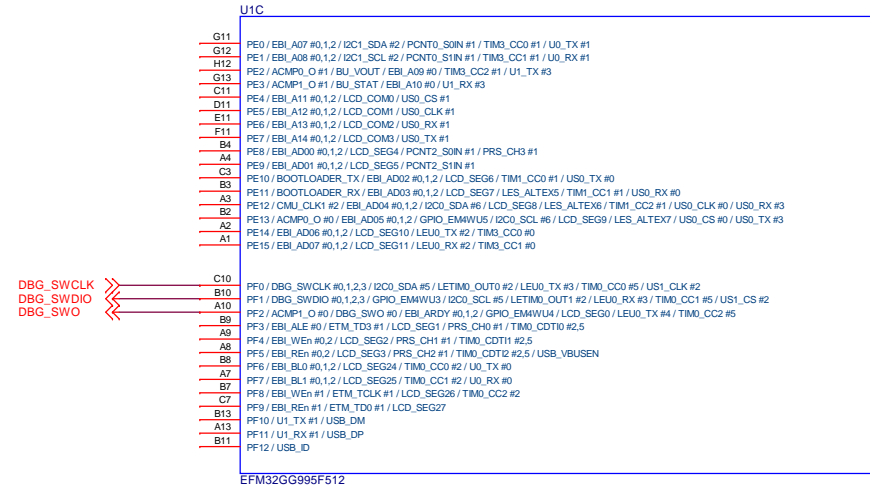 U1C
G11 PE0 / EBI_A07 #0,1,2 / I2C1_SDA #2 / PCNT0_S0IN #1 / TIM3_CC0 #1 / U0_TX #1
G12 PE1 / EBI_A08 #0,1,2 / I2C1_SCL #2 / PCNT0_S1IN #1 / TIM3_CC1 #1 / U0_RX #1
H12 PE2 / ACMP0_O #1 / BU_VOUT / EBI_A09 #0 / TIM3_CC2 #1 / U1_TX #3
G13 PE3 / ACMP1_O #1 / BU_STAT / EBI_A10 #0 / U1_RX #3
C11 PE4 / EBI_A11 #0,1,2 / LCD_COM0 / US0_CS #1
D11 PE5 / EBI_A12 #0,1,2 / LCD_COM1 / US0_CLK #1
E11 PE6 / EBI_A13 #0,1,2 / LCD_COM2 / US0_RX #1
F11 PE7 / EBI_A14 #0,1,2 / LCD_COM3 / US0_TX #1
B4 PE8 / EBI_AD00 #0,1,2 / LCD_SEG4 / PCNT2_S0IN #1 / PRS_CH3 #1
A4 PE9 / EBI_AD01 #0,1,2 / LCD_SEG5 / PCNT2_S1IN #1
C3 PE10 / BOOTLOADER_TX / EBI_AD02 #0,1,2 / LCD_SEG6 / TIM1_CC0 #1 / US0_TX #0
B3 PE11 / BOOTLOADER_RX / EBI_AD03 #0,1,2 / LCD_SEG7 / LES_ALTEX5 / TIM1_CC1 #1 / US0_RX #0
A3 PE12 / CMU_CLK1 #2 / EBI_AD04 #0,1,2 / I2C0_SDA #6 / LCD_SEG8 / LES_ALTEX6 / TIM1_CC2 #1 / US0_CLK #0 / US0_RX #3
B2 PE13 / ACMP0_O #0 / EBI_AD05 #0,1,2 / GPIO_EM4WU5 / I2C0_SCL #6 / LCD_SEG9 / LES_ALTEX7 / US0_CS #0 / US0_TX #3
A2 PE14 / EBI_AD06 #0,1,2 / LCD_SEG10 / LEU0_TX #2 / TIM3_CC0 #0
A1 PE15 / EBI_AD07 #0,1,2 / LCD_SEG11 / LEU0_RX #2 / TIM3_CC1 #0
DBG_SWCLK C10 PF0 / DBG_SWCLK #0,1,2,3 / I2C0_SDA #5 / LETIM0_OUT0 #2 / LEU0_TX #3 / TIM0_CC0 #5 / US1_CLK #2
DBG_SWDIO B10 PF1 / DBG_SWDIO #0,1,2,3 / GPIO_EM4WU3 / I2C0_SCL #5 / LETIM0_OUT1 #2 / LEU0_RX #3 / TIM0_CC1 #5 / US1_CS #2
DBG_SWO A10 PF2 / ACMP1_O #0 / DBG_SWO #0 / EBI_ARDY #0,1,2 / GPIO_EM4WU4 / LCD_SEG0 / LEU0_TX #4 / TIM0_CC2 #5
B9 PF3 / EBI_ALE #0 / ETM_TD3 #1 / LCD_SEG1 / PRS_CH0 #1 / TIM0_CDTI0 #2,5
A9 PF4 / EBI_WEn #0,2 / LCD_SEG2 / PRS_CH1 #1 / TIM0_CDTI1 #2,5
A8 PF5 / EBI_REn #0,2 / LCD_SEG3 / PRS_CH2 #1 / TIM0_CDTI2 #2,5 / USB_VBUSEN
B8 PF6 / EBI_BL0 #0,1,2 / LCD_SEG24 / TIM0_CC0 #2 / U0_TX #0
A7 PF7 / EBI_BL1 #0,1,2 / LCD_SEG25 / TIM0_CC1 #2 / U0_RX #0
B7 PF8 / EBI_WEn #1 / ETM_TCLK #1 / LCD_SEG26 / TIM0_CC2 #2
C7 PF9 / EBI_REn #1 / ETM_TD0 #1 / LCD_SEG27
B13 PF10 / U1_TX #1 / USB_DM
A13 PF11 / U1_RX #1 / USB_DP
B11 PF12 / USB_ID
EFM32GG995F512